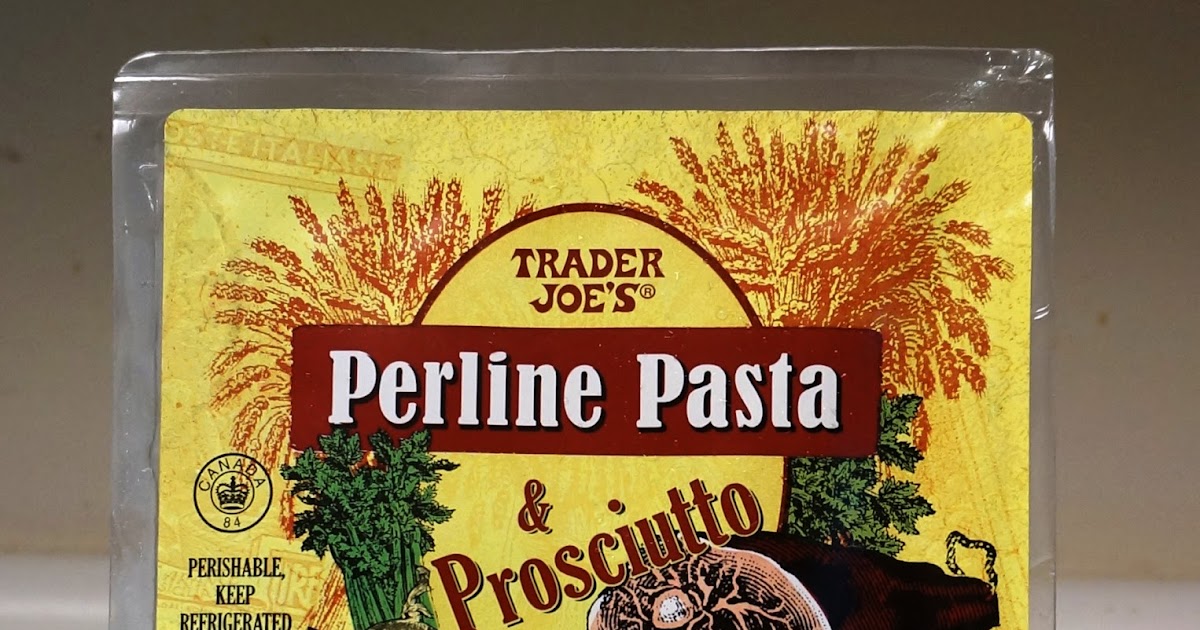 TRADER
JOE'S®
Perline Pasta
&
Prosciutto
CANADA
84
PERISHABLE,
KEEP
REFRIGERATED